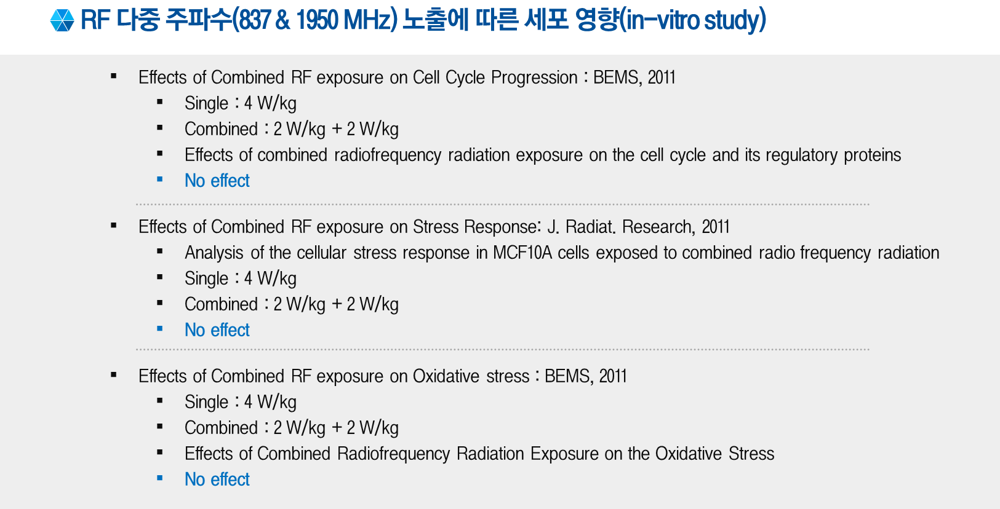 RF 다중 주파수(837 & 1950 MHz) 노출에 따른 세포 영향(in-vitro study)
▪ Effects of Combined RF exposure on Cell Cycle Progression : BEMS, 2011
▪ Single : 4 W/kg
▪ Combined : 2 W/kg + 2 W/kg
▪ Effects of combined radiofrequency radiation exposure on the cell cycle and its regulatory proteins
▪ No effect
▪ Effects of Combined RF exposure on Stress Response: J. Radiat. Research, 2011
▪ Analysis of the cellular stress response in MCF10A cells exposed to combined radio frequency radiation
▪ Single : 4 W/kg
▪ Combined : 2 W/kg + 2 W/kg
▪ No effect
▪ Effects of Combined RF exposure on Oxidative stress : BEMS, 2011
▪ Single : 4 W/kg
▪ Combined : 2 W/kg + 2 W/kg
▪ Effects of Combined Radiofrequency Radiation Exposure on the Oxidative Stress
▪ No effect